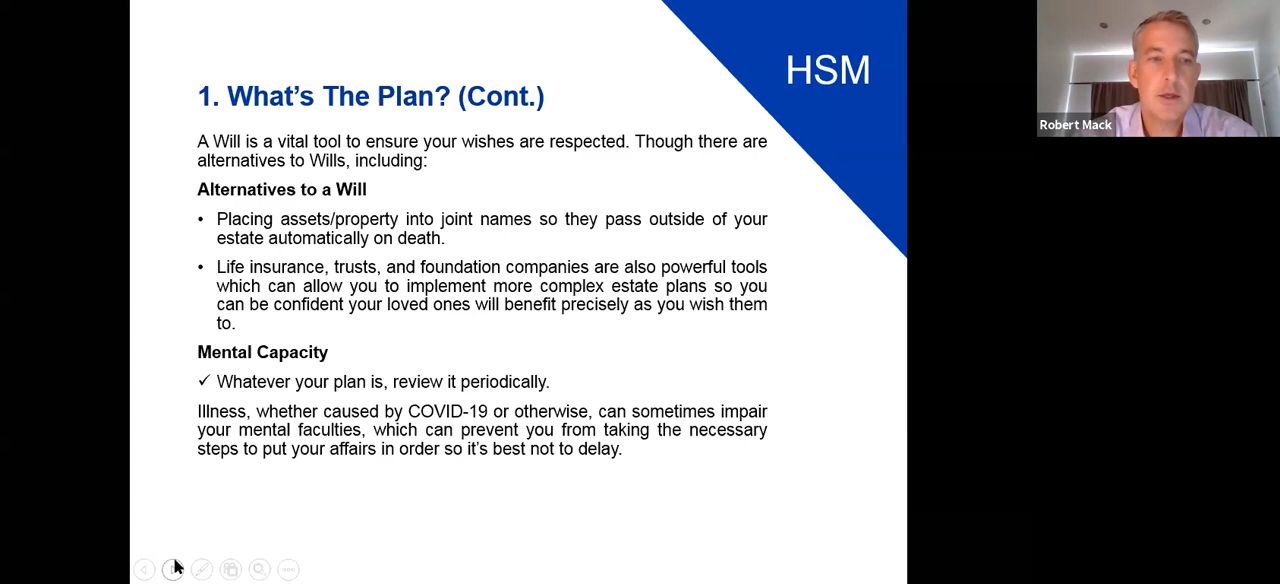 HSM
1. What's The Plan? (Cont.)
A Will is a vital tool to ensure your wishes are respected. Though there are
alternatives to Wills, including:
Alternatives to a Will
• Placing assets/property into joint names so they pass outside of your
estate automatically on death.
• Life insurance, trusts, and foundation companies are also powerful tools
which can allow you to implement more complex estate plans so you
can be confident your loved ones will benefit precisely as you wish them
to.
Mental Capacity
✓ Whatever your plan is, review it periodically.
Illness, whether caused by COVID-19 or otherwise, can sometimes impair
your mental faculties, which can prevent you from taking the necessary
steps to put your affairs in order so it's best not to delay.
Robert Mack